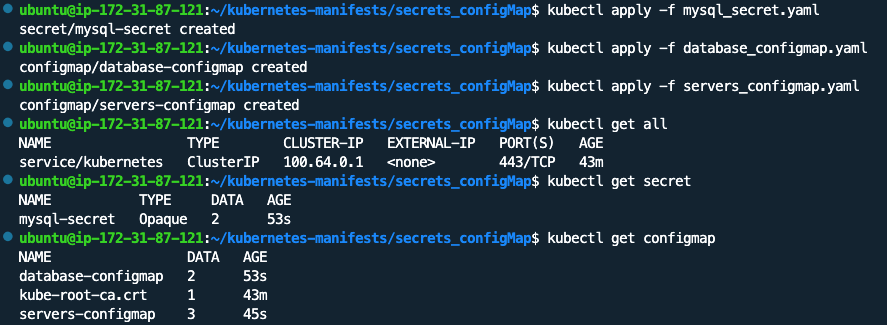 ubuntu@ip-172-31-87-121:~/kubernetes-manifests/secrets_configMap$ kubectl apply -f mysql_secret.yaml
secret/mysql-secret created
ubuntu@ip-172-31-87-121:~/kubernetes-manifests/secrets_configMap$ kubectl apply -f database_configmap.yaml
configmap/database-configmap created
ubuntu@ip-172-31-87-121:~/kubernetes-manifests/secrets_configMap$ kubectl apply -f servers_configmap.yaml
configmap/servers-configmap created
ubuntu@ip-172-31-87-121:~/kubernetes-manifests/secrets_configMap$ kubectl get all
NAME                 TYPE        CLUSTER-IP   EXTERNAL-IP   PORT(S)   AGE
service/kubernetes   ClusterIP   100.64.0.1   <none>        443/TCP   43m
ubuntu@ip-172-31-87-121:~/kubernetes-manifests/secrets_configMap$ kubectl get secret
NAME           TYPE     DATA   AGE
mysql-secret   Opaque   2      53s
ubuntu@ip-172-31-87-121:~/kubernetes-manifests/secrets_configMap$ kubectl get configmap
NAME                 DATA   AGE
database-configmap   2      53s
kube-root-ca.crt     1      43m
servers-configmap    3      45s